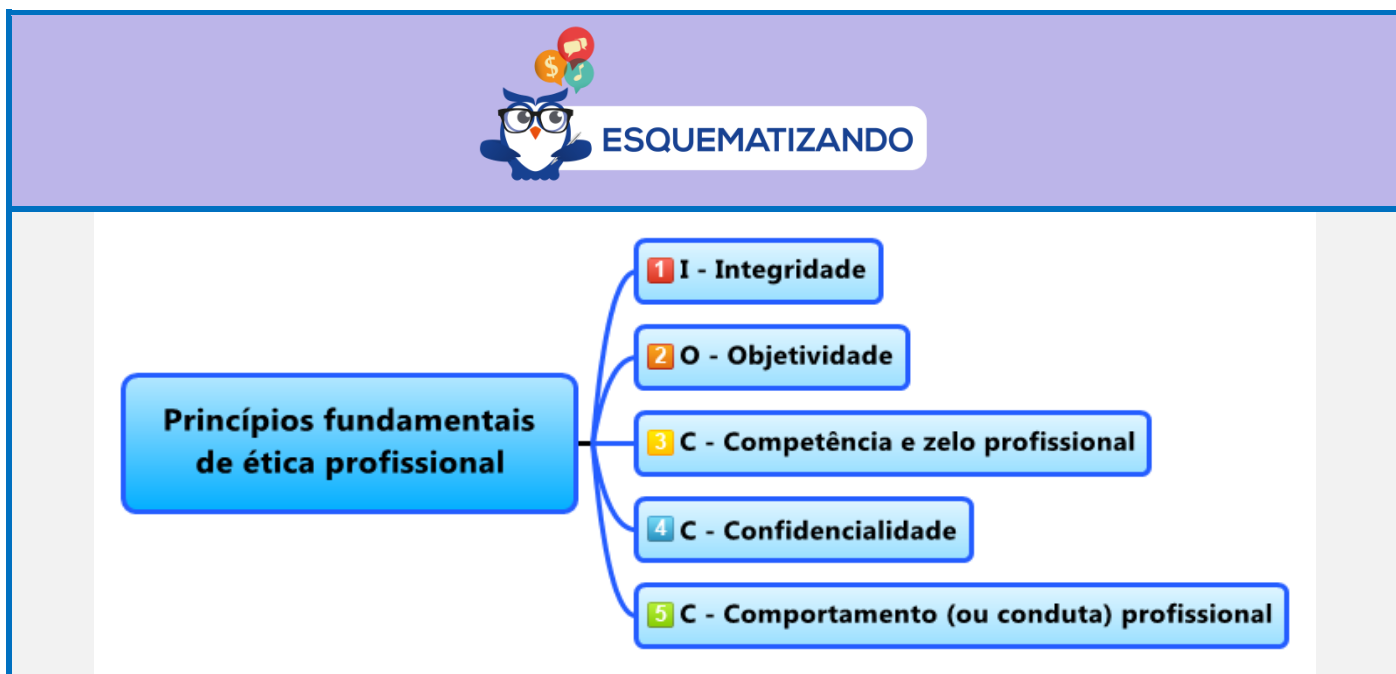 $
ESQUEMATIZANDO
Princípios fundamentais
de ética profissional
1 I - Integridade
2 O - Objetividade
3 C - Competência e zelo profissional
4 C - Confidencialidade
5 C - Comportamento (ou conduta) profissional